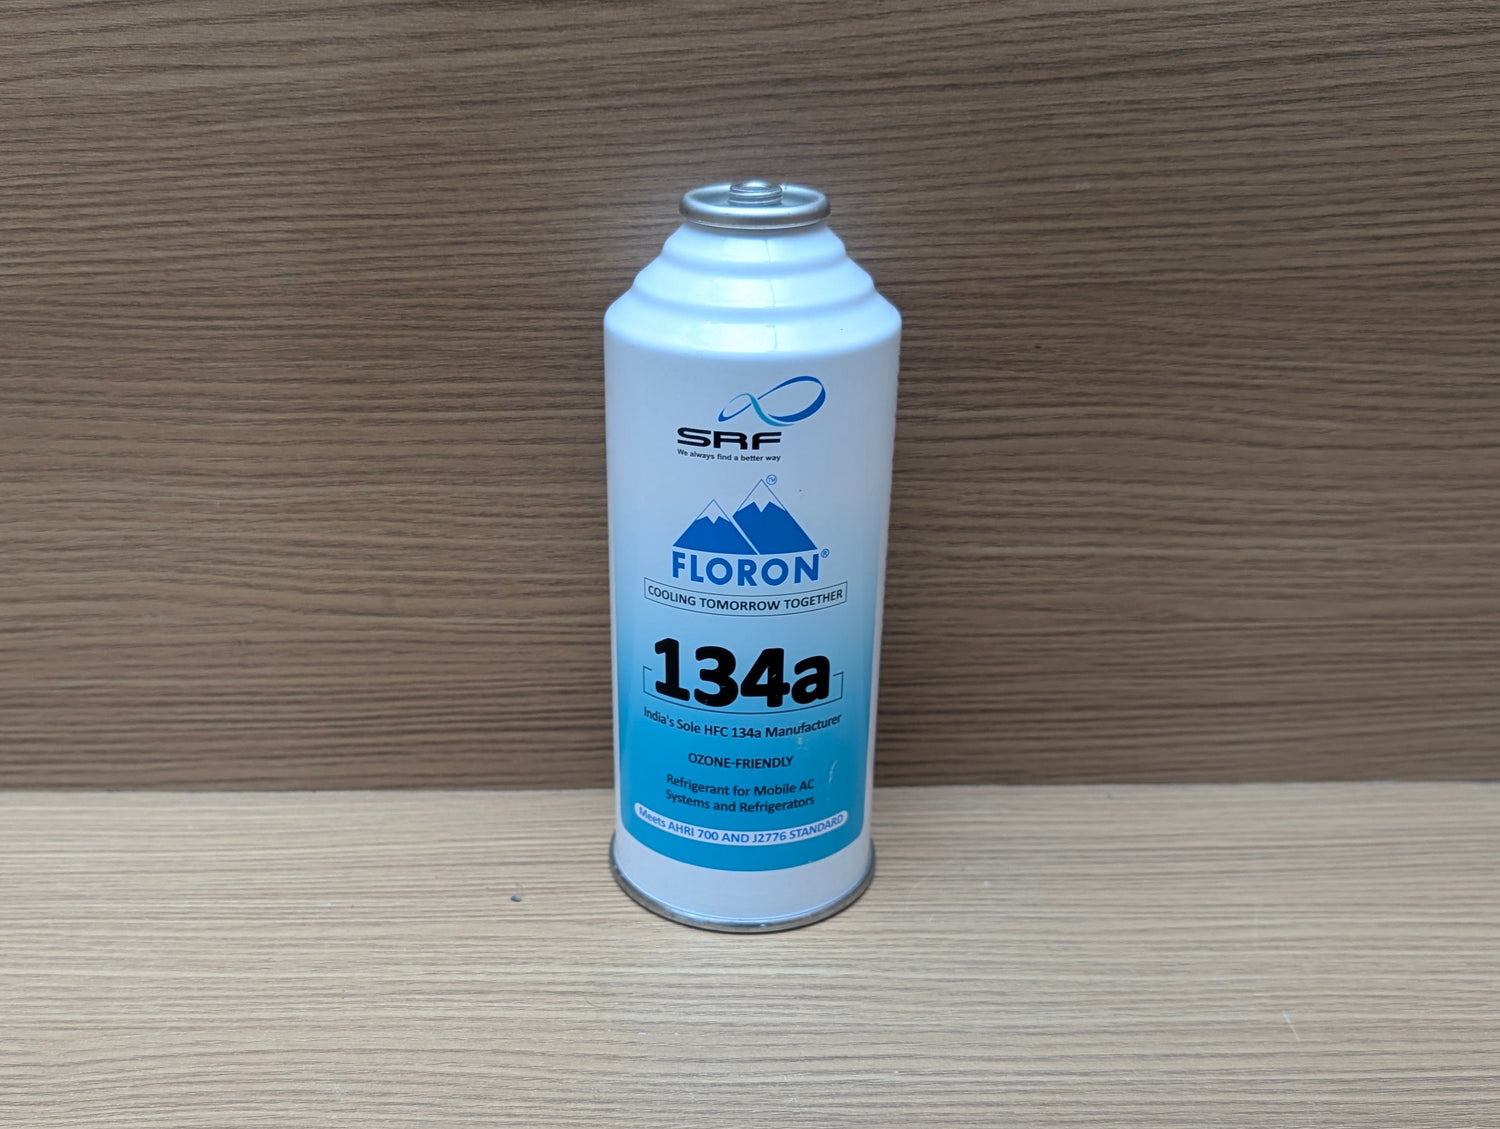 SRF
We always find a better way
TM
FLORON®
COOLING TOMORROW TOGETHER
134a
India's Sole HFC 134a Manufacturer
OZONE-FRIENDLY
Refrigerant for Mobile AC
Systems and Refrigerators
Meets AHRI 700 AND J2776 STANDARD